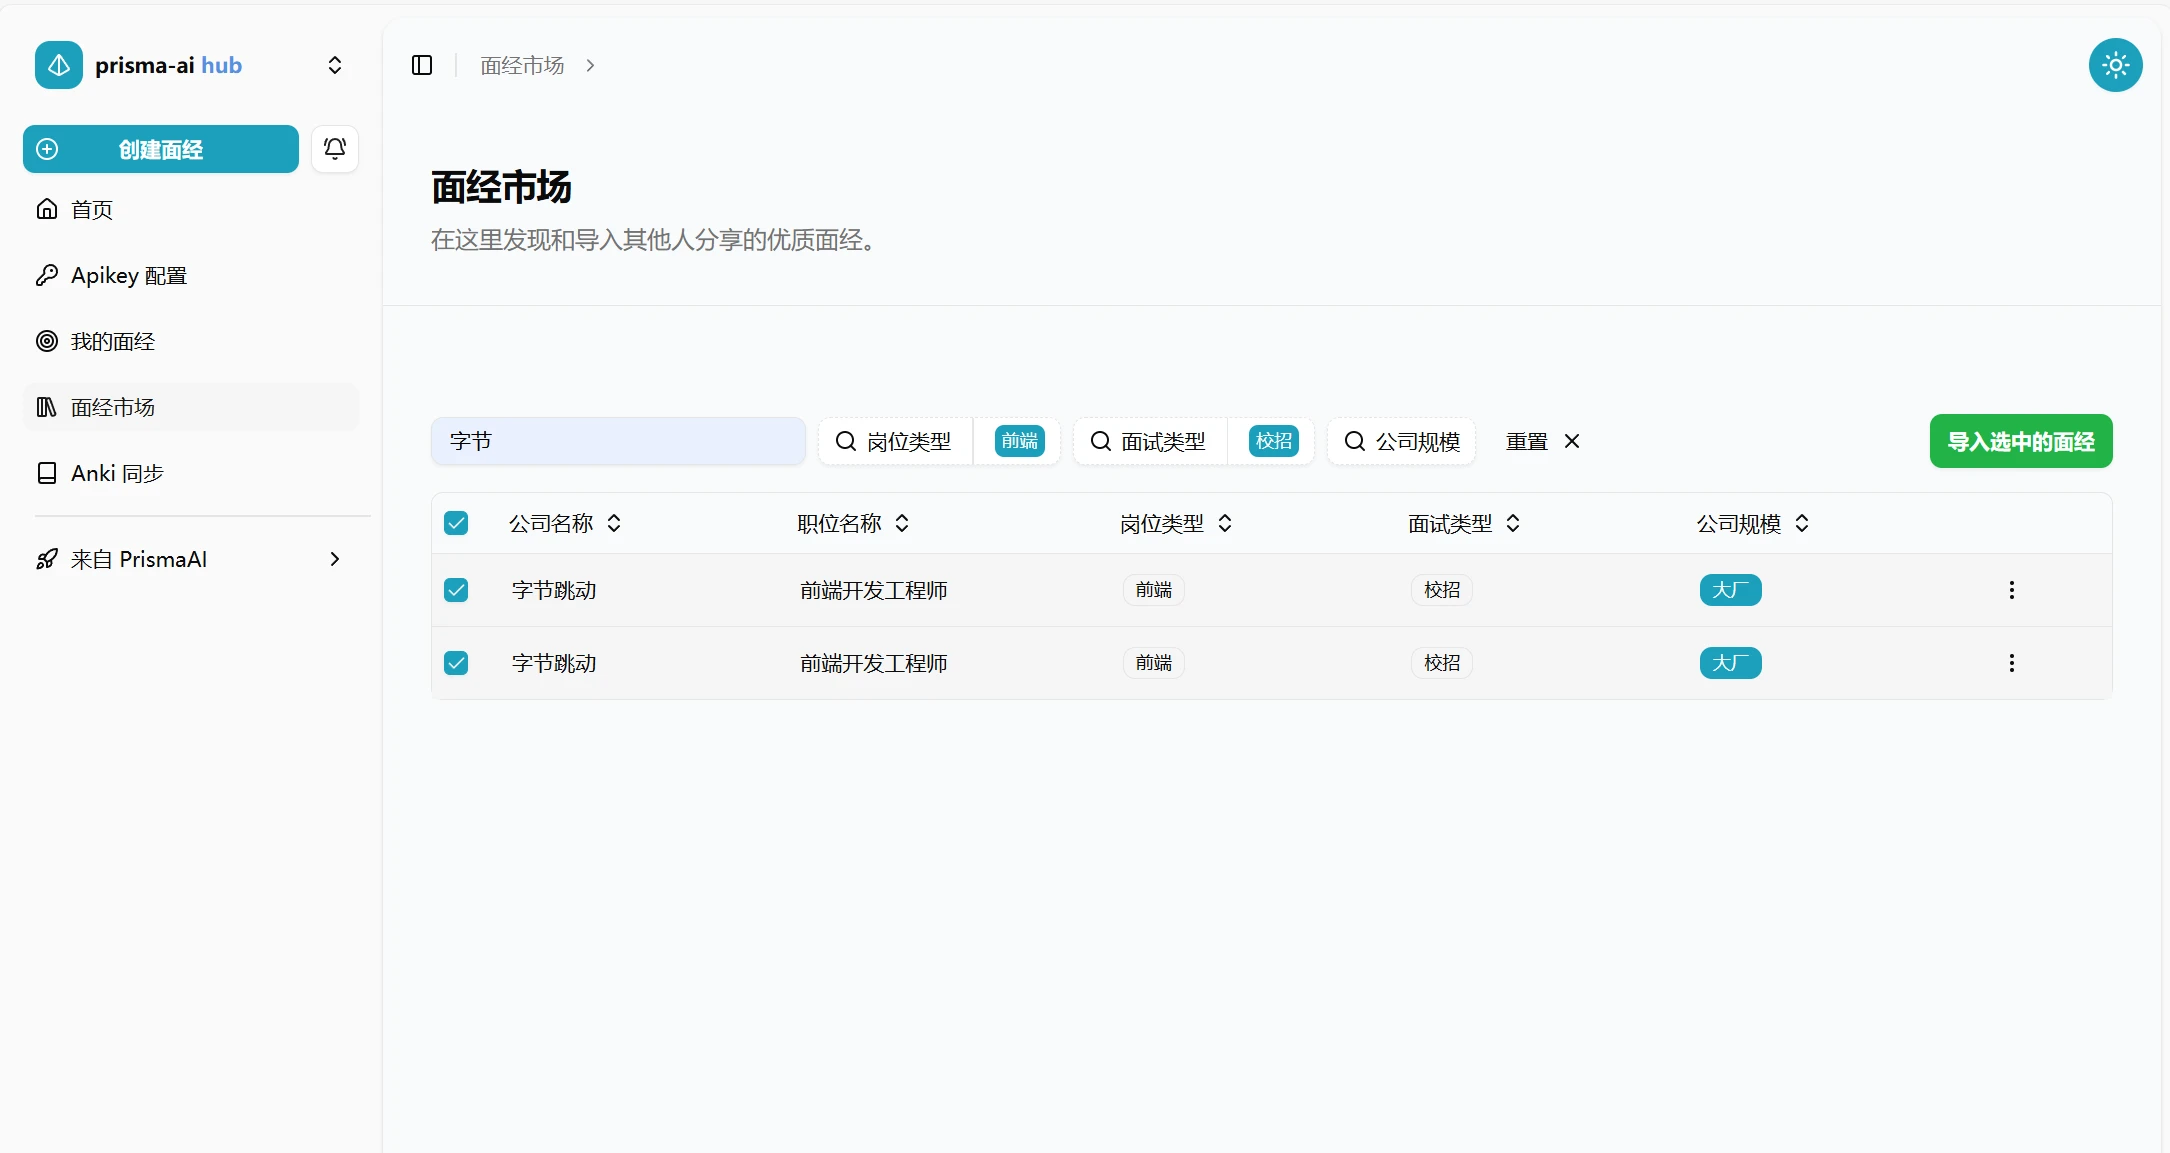 prisma-ai hub
创建面经
首页
Apikey 配置
我的面经
面经市场
Anki 同步
来自 PrismaAI
面经市场
面经市场
在这里发现和导入其他人分享的优质面经。
字节 岗位类型 前端 面试类型 校招 公司规模 重置 导入选中的面经
公司名称 职位名称 岗位类型 面试类型 公司规模
字节跳动 前端开发工程师 前端 校招 大厂
字节跳动 前端开发工程师 前端 校招 大厂